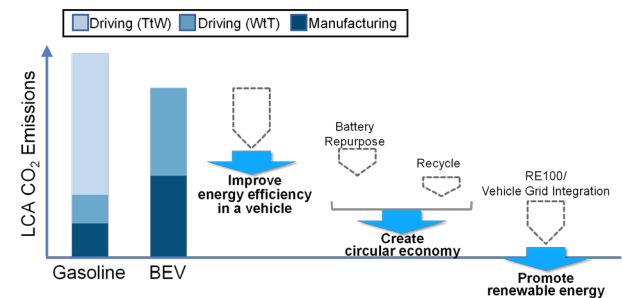 Driving (TtW) Driving (WtT) Manufacturing
LCA CO₂ Emissions
Gasoline BEV
Improve
energy efficiency
in a vehicle
Battery
Repurpose
Recycle
Create
circular economy
RE100/
Vehicle Grid Integration
Promote
renewable energy